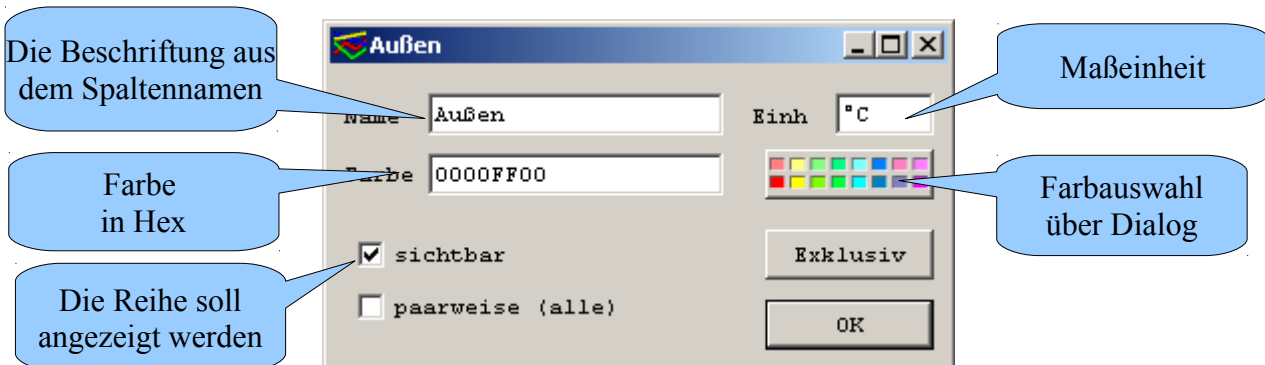 Die Beschriftung aus
dem Spaltennamen
Außen
Maßeinheit
Name
Außen
Einh
°C
Farbe
in Hex
Farbe
0000FF00
Farbauswahl
über Dialog
sichtbar
Exklusiv
Die Reihe soll
angezeigt werden
paarweise (alle)
OK